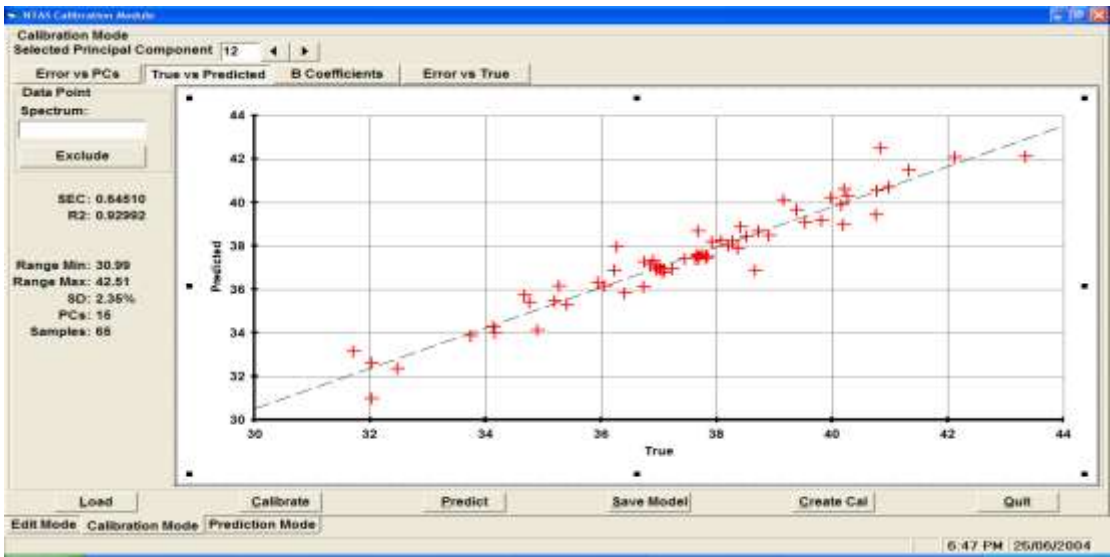 NTAS Calibration Module
Calibration Mode
Selected Principal Component 12
Error vs PCs True vs Predicted B Coefficients Error vs True
Data Point
Spectrum:
Exclude
SEC: 0.64510
R2: 0.92992
Range Min: 30.99
Range Max: 42.51
SD: 2.35%
PCs: 15
Samples: 65
Predicted
44
42
40
38
36
34
32
30
30 32 34 36 38 40 42 44
True
Load Calibrate Predict Save Model Create Cal Quit
Edit Mode Calibration Mode Prediction Mode
6:47 PM 25/06/2004